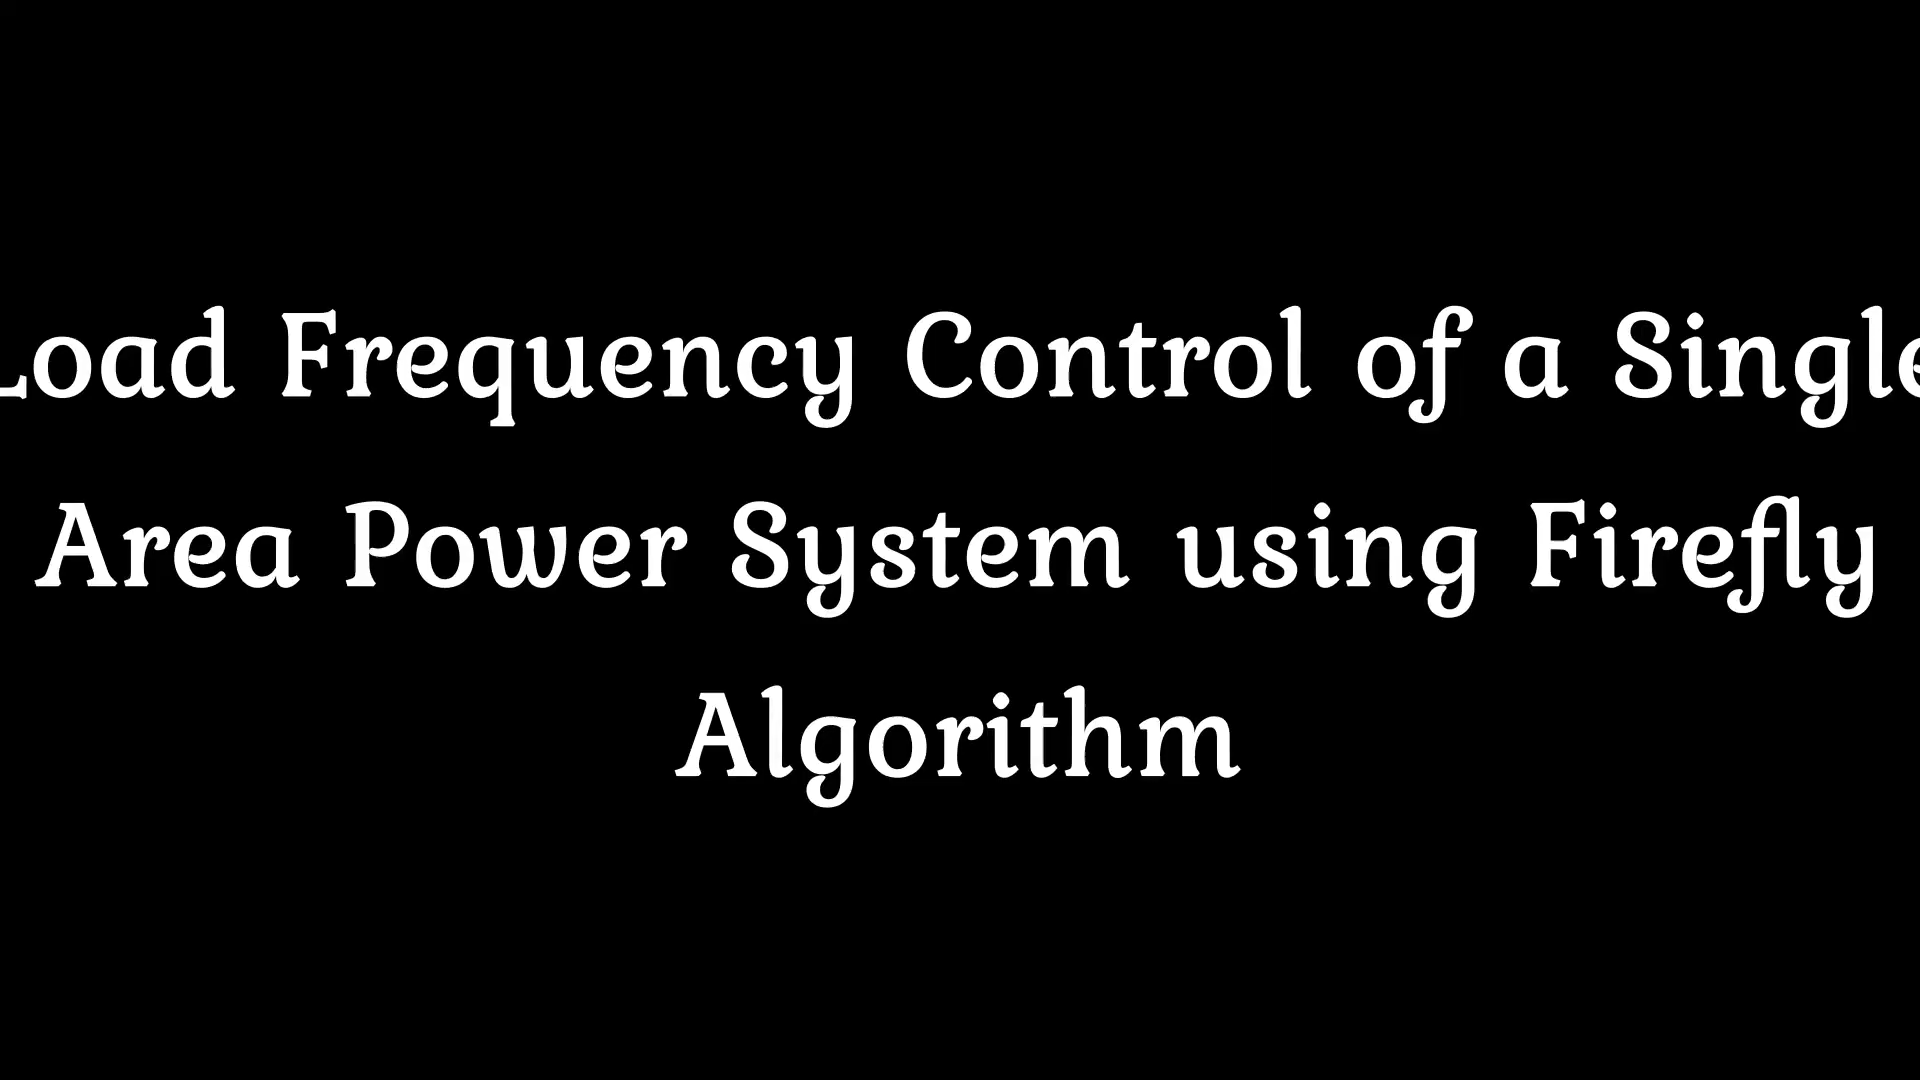 Load Frequency Control of a Single
Area Power System using Firefly
Algorithm